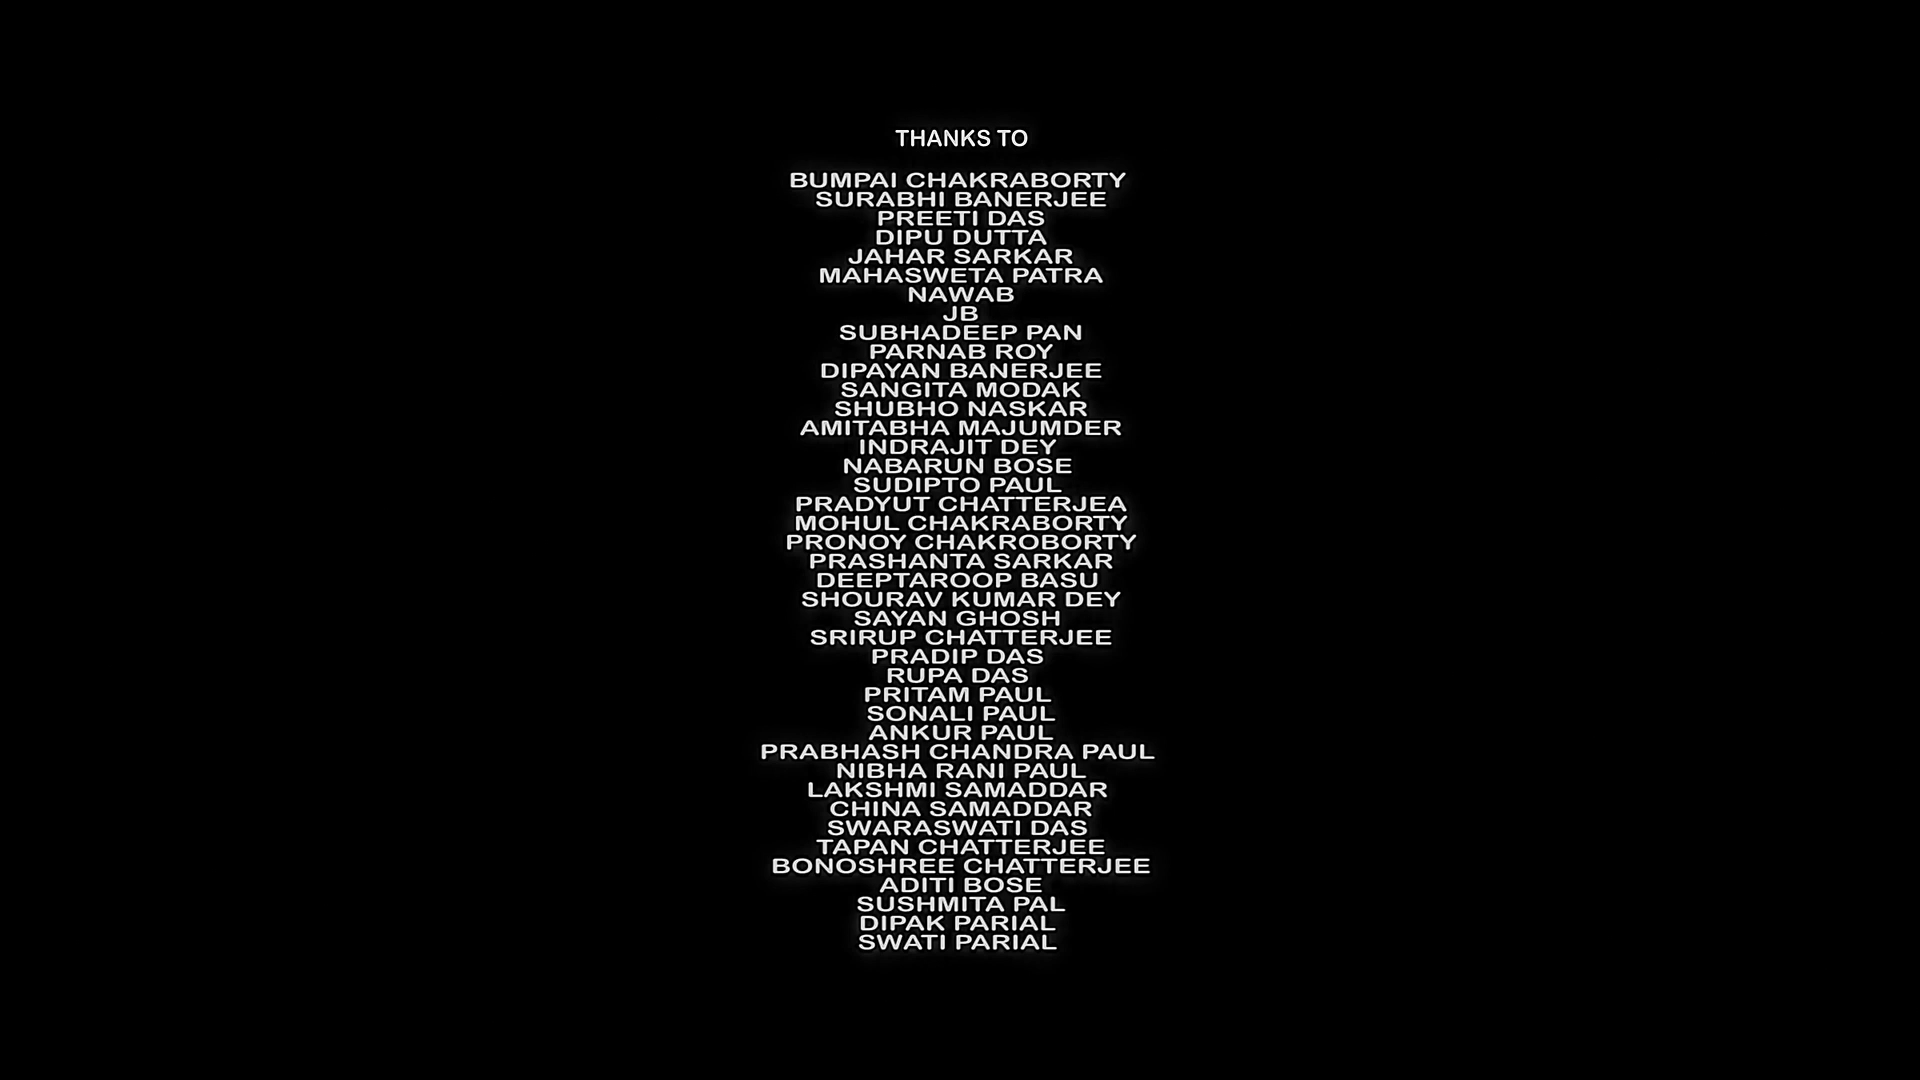 THANKS TO
BUMPAI CHAKRABORTY
SURABHI BANERJEE
PREETI DAS
DIPU DUTTA
JAHAR SARKAR
MAHASWETA PATRA
NAWAB
JB
SUBHADEEP PAN
PARNAB ROY
DIPAYAN BANERJEE
SANGITA MODAK
SHUBHO NASKAR
AMITABHA MAJUMDER
INDRAJIT DEY
NABARUN BOSE
SUDIPTO PAUL
PRADYUT CHATTERJEA
MOHUL CHAKRABORTY
PRONOY CHAKROBORTY
PRASHANTA SARKAR
DEEPTAROOP BASU
SHOURAV KUMAR DEY
SAYAN GHOSH
SRIRUP CHATTERJEE
PRADIP DAS
RUPA DAS
PRITAM PAUL
SONALI PAUL
ANKUR PAUL
PRABHASH CHANDRA PAUL
NIBHA RANI PAUL
LAKSHMI SAMADDAR
CHINA SAMADDAR
SWARASWATI DAS
TAPAN CHATTERJEE
BONOSHREE CHATTERJEE
ADITI BOSE
SUSHMITA PAL
DIPAK PARIAL
SWATI PARIAL